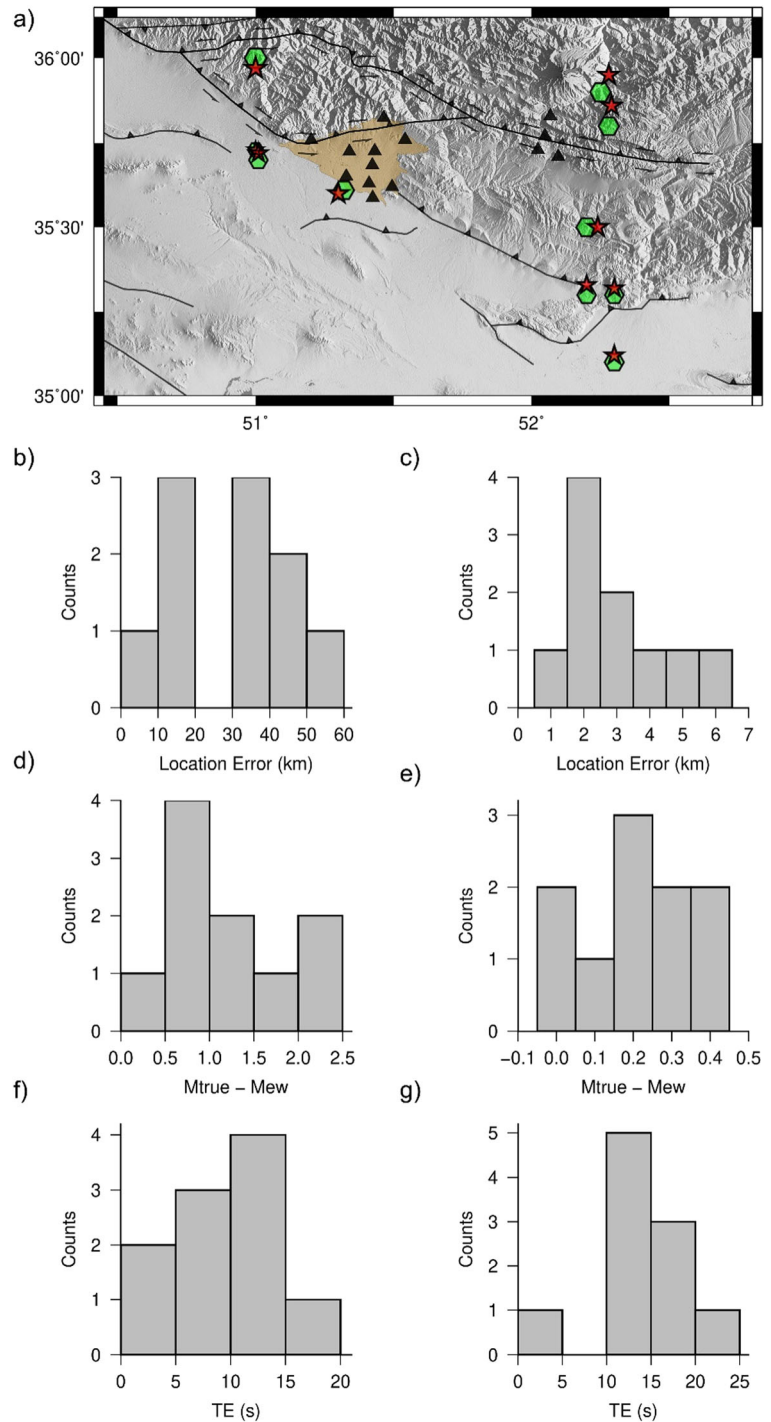 a)
36°00'
35°30'
35°00'
51°
52°
b)
3
2
1
0
Counts
0 10 20 30 40 50 60
Location Error (km)
c)
4
3
2
1
0
Counts
0 1 2 3 4 5 6 7
Location Error (km)
d)
4
3
2
1
0
Counts
0.0 0.5 1.0 1.5 2.0 2.5
Mtrue – Mew
e)
3
2
1
0
Counts
–0.1 0.0 0.1 0.2 0.3 0.4 0.5
Mtrue – Mew
f)
4
3
2
1
0
Counts
0 5 10 15 20
TE (s)
g)
5
4
3
1
0
Counts
0 5 10 15 20 25
TE (s)